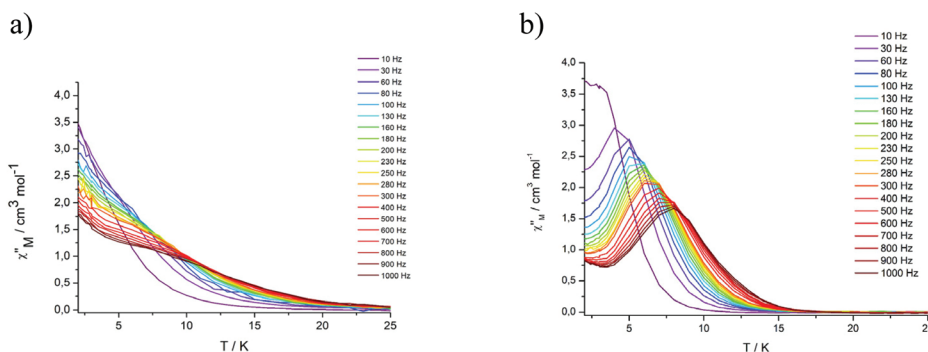 a)
4,0
3,5
3,0
2,5
2,0
1,5
1,0
0,5
0,0
χ''M / cm3 mol-1
5 10 15 20 25
T / K
10 Hz
30 Hz
60 Hz
80 Hz
100 Hz
130 Hz
160 Hz
180 Hz
200 Hz
230 Hz
250 Hz
280 Hz
300 Hz
400 Hz
500 Hz
600 Hz
700 Hz
800 Hz
900 Hz
1000 Hz
b)
4,0
3,5
3,0
2,5
2,0
1,5
1,0
0,5
0,0
χ''M / cm3 mol-1
5 10 15 20 25
T / K
10 Hz
30 Hz
60 Hz
80 Hz
100 Hz
130 Hz
160 Hz
180 Hz
200 Hz
230 Hz
250 Hz
280 Hz
300 Hz
400 Hz
500 Hz
600 Hz
700 Hz
800 Hz
900 Hz
1000 Hz